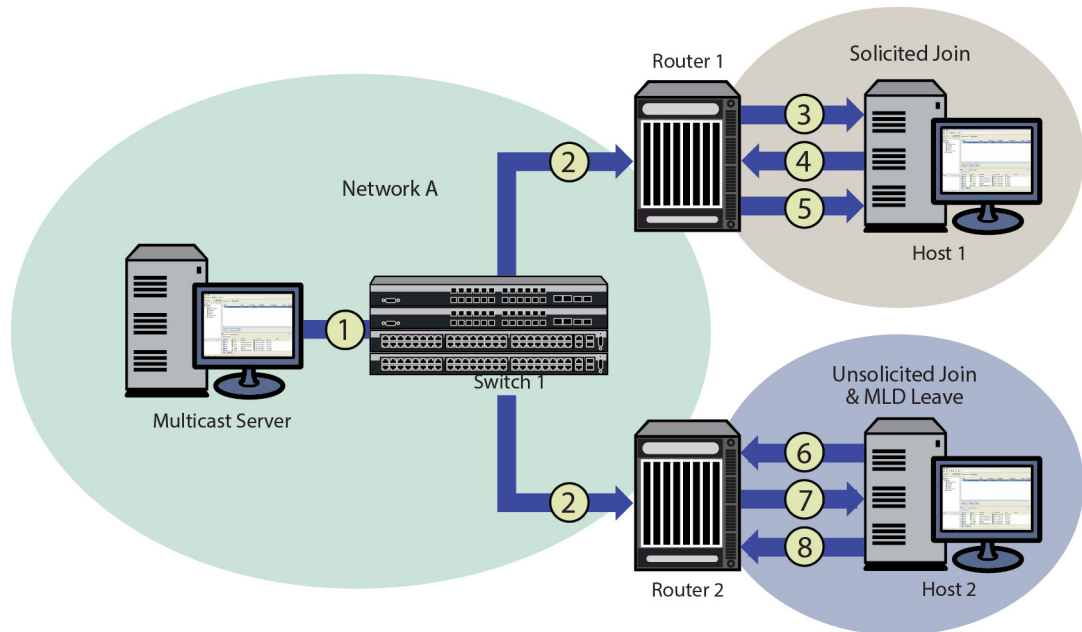 Router 1
Solicited Join
3
2
4
Network A
5
Host 1
1
Switch 1
Multicast Server
Unsolicited Join
& MLD Leave
6
2
7
8
Router 2
Host 2